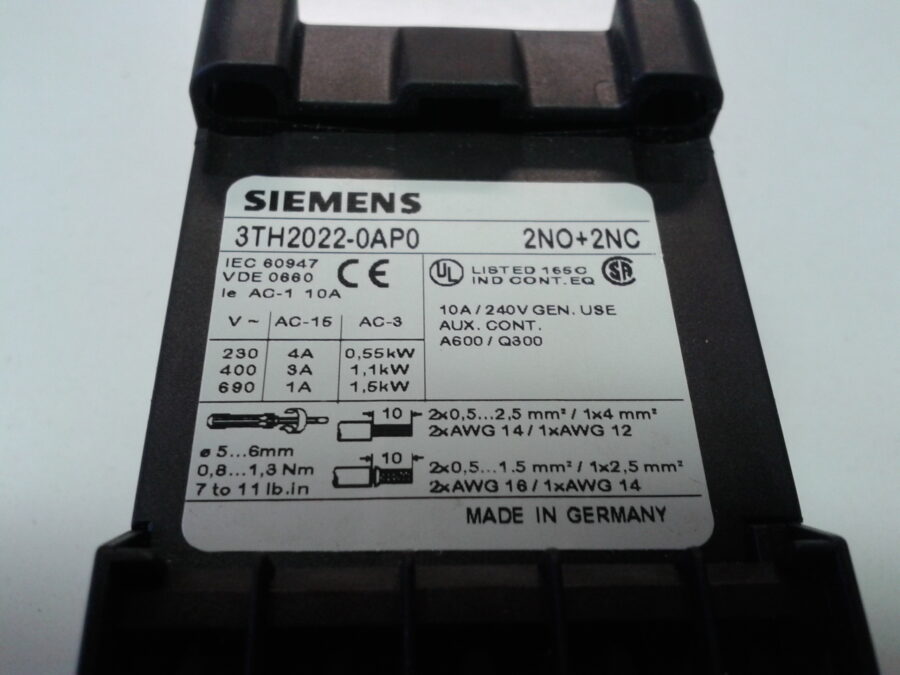 SIEMENS
3TH2022-0AP0 2NO+2NC
IEC 60947
VDE 0660
CE
Ie AC-1 10A
UL LISTED 165C
IND CONT. EQ
SA
10A / 240V GEN. USE
AUX. CONT.
A600 / Q300
V ~ AC-15 AC-3
230 4A 0,55kW
400 3A 1,1kW
690 1A 1,5kW
10 2x0,5...2,5 mm² / 1x4 mm²
2xAWG 14 / 1xAWG 12
ø 5...6mm
0,8...1,3 Nm
7 to 11 lb.in
10 2x0,5...1.5 mm² / 1x2,5 mm²
2xAWG 16 / 1xAWG 14
MADE IN GERMANY